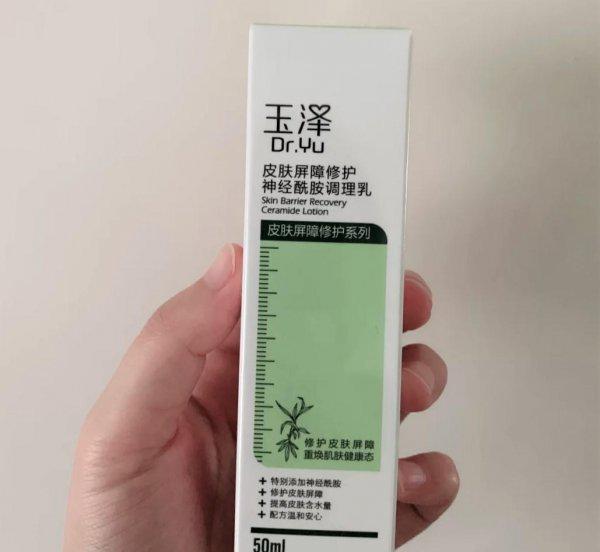 玉泽
Dr.Yu
皮肤屏障修护
神经酰胺调理乳
Skin Barrier Recovery
Ceramide Lotion
皮肤屏障修护系列
修护皮肤屏障
重焕肌肤健康态
+ 特别添加神经酰胺
+ 修护皮肤屏障
+ 提高皮肤含水量
+ 配方温和安心
50ml